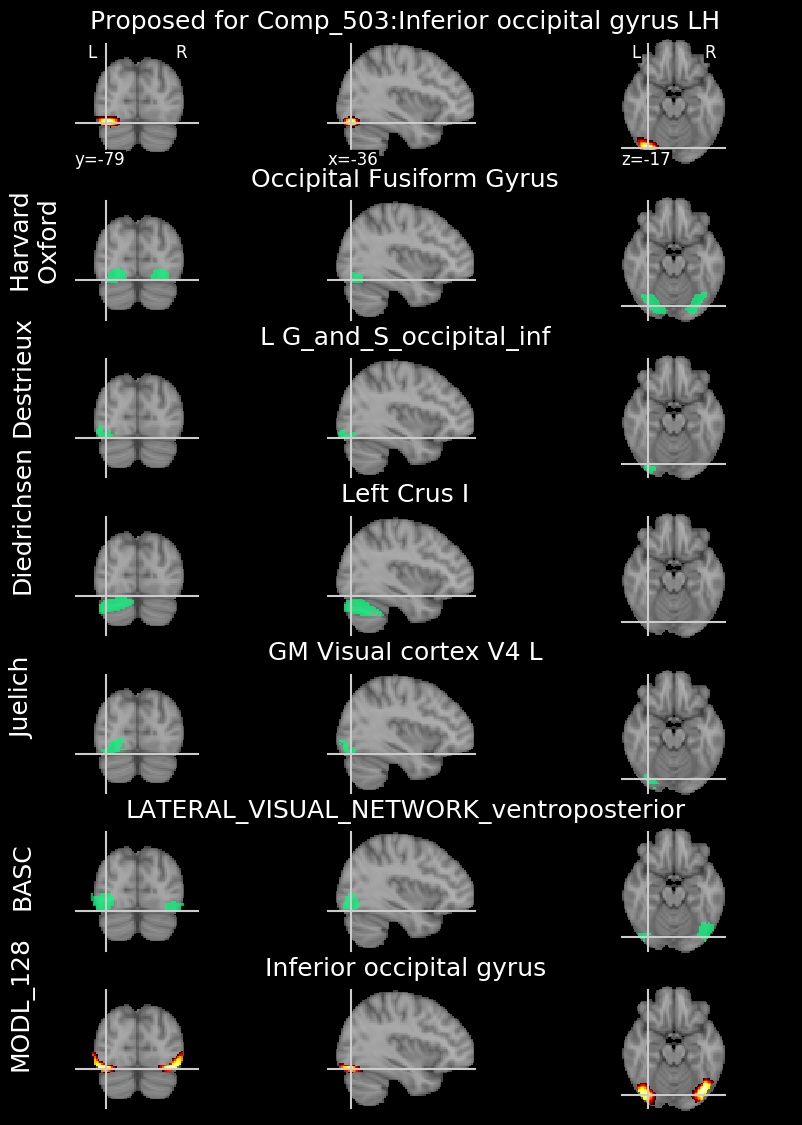 Proposed for Comp_503:Inferior occipital gyrus LH
L R L R
y=-79 x=-36 z=-17
Occipital Fusiform Gyrus
Harvard
Oxford
L G_and_S_occipital_inf
Destrieux
Left Crus I
Diedrichsen
GM Visual cortex V4 L
Juelich
LATERAL_VISUAL_NETWORK_ventroposterior
BASC
Inferior occipital gyrus
MODL_128